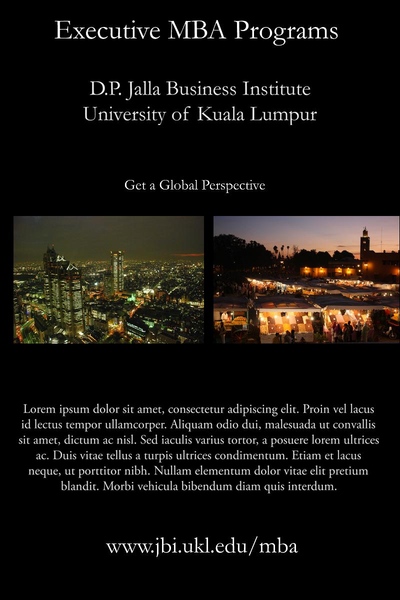 Executive MBA Programs
D.P. Jalla Business Institute
University of Kuala Lumpur
Get a Global Perspective
Lorem ipsum dolor sit amet, consectetur adipiscing elit. Proin vel lacus
id lectus tempor ullamcorper. Aliquam odio dui, malesuada ut convallis
sit amet, dictum ac nisl. Sed iaculis varius tortor, a posuere lorem ultrices
ac. Duis vitae tellus a turpis ultrices condimentum. Etiam et lacus
neque, ut porttitor nibh. Nullam elementum dolor vitae elit pretium
blandit. Morbi vehicula bibendum diam quis interdum.
www.jbi.ukl.edu/mba